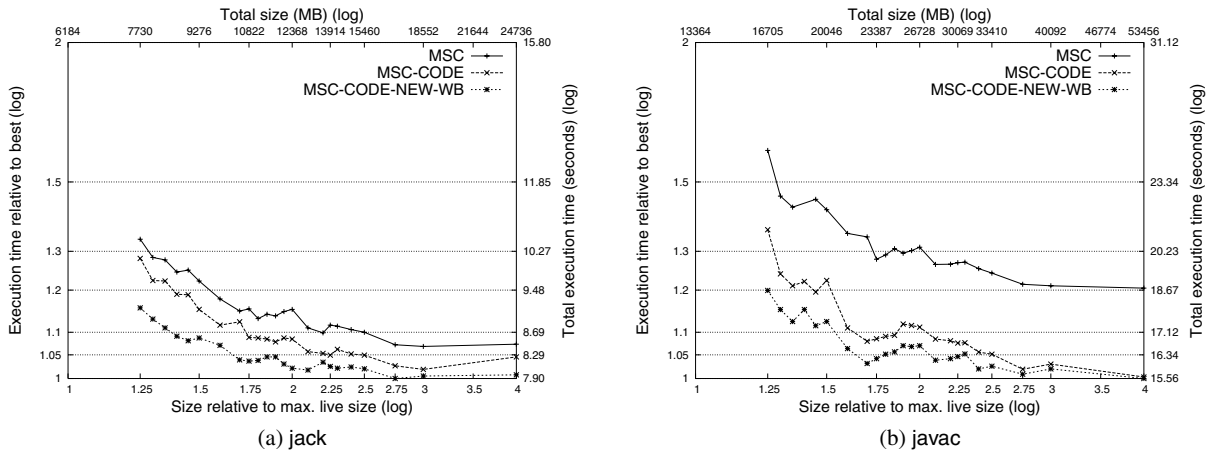 Total size (MB) (log)
6184 7730 9276 10822 12368 13914 15460 18552 21644 24736
2 15.80
MSC
MSC-CODE
MSC-CODE-NEW-WB
Execution time relative to best (log)
Total execution time (seconds) (log)
1.5 11.85
1.3 10.27
1.2 9.48
1.1 8.69
1.05 8.29
1 7.90
1 1.25 1.5 1.75 2 2.25 2.5 2.75 3 3.5 4
Size relative to max. live size (log)
(a) jack
Total size (MB) (log)
13364 16705 20046 23387 26728 30069 33410 40092 46774 53456
2 31.12
MSC
MSC-CODE
MSC-CODE-NEW-WB
Execution time relative to best (log)
Total execution time (seconds) (log)
1.5 23.34
1.3 20.23
1.2 18.67
1.1 17.12
1.05 16.34
1 15.56
1 1.25 1.5 1.75 2 2.25 2.5 2.75 3 3.5 4
Size relative to max. live size (log)
(b) javac